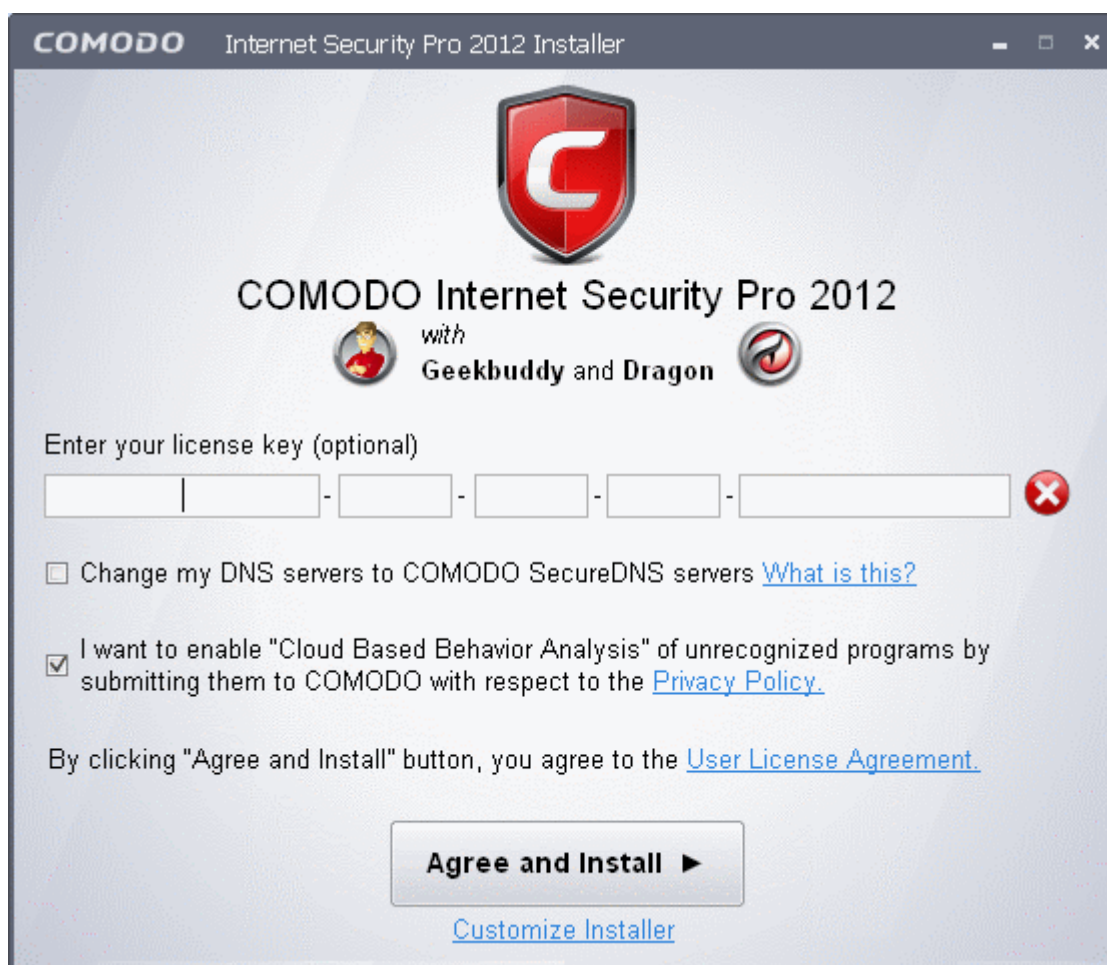 COMODO Internet Security Pro 2012 Installer
COMODO Internet Security Pro 2012
with
Geekbuddy and Dragon
Enter your license key (optional)
- - - -
Change my DNS servers to COMODO SecureDNS servers What is this?
I want to enable "Cloud Based Behavior Analysis" of unrecognized programs by
submitting them to COMODO with respect to the Privacy Policy.
By clicking "Agree and Install" button, you agree to the User License Agreement.
Agree and Install ►
Customize Installer